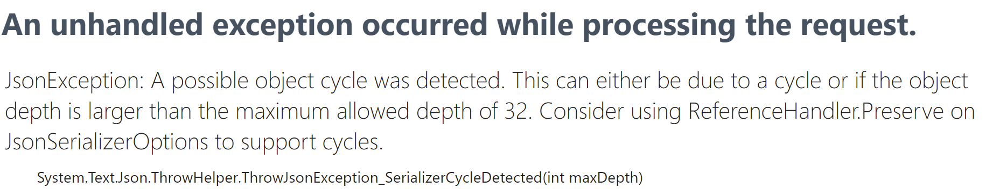 An unhandled exception occurred while processing the request.
JsonException: A possible object cycle was detected. This can either be due to a cycle or if the object
depth is larger than the maximum allowed depth of 32. Consider using ReferenceHandler.Preserve on
JsonSerializerOptions to support cycles.
System.Text.Json.ThrowHelper.ThrowJsonException_SerializerCycleDetected(int maxDepth)